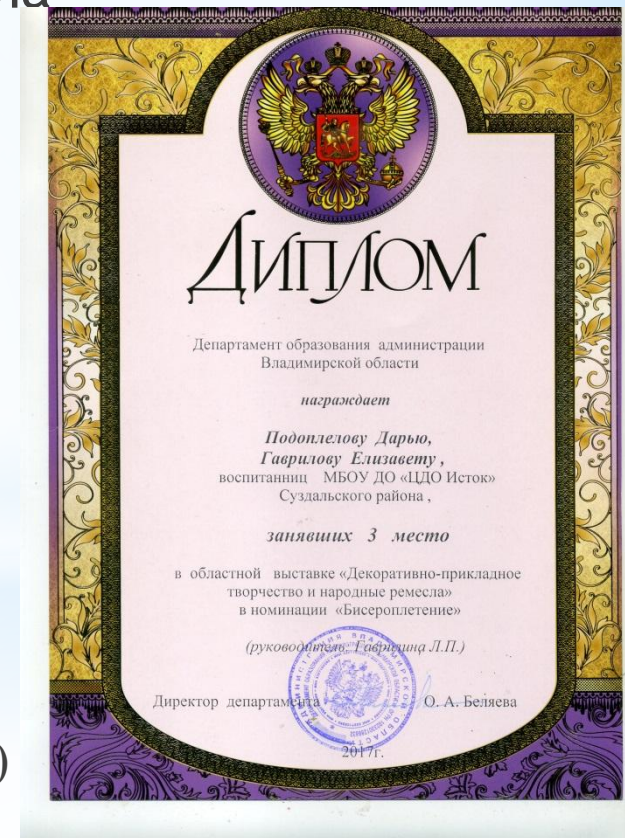 ДИПЛОМ
Департамент образования администрации
Владимирской области
награждает
Подоплелову Дарью,
Гаврилову Елизавету ,
воспитанниц МБОУ ДО «ЦДО Исток»
Суздальского района ,
занявших 3 место
в областной выставке «Декоративно-прикладное
творчество и народные ремесла»
в номинации «Бисероплетение»
(руководитель: Гаврилина Л.П.)
Директор департамента О. А. Беляева
2017г.
)